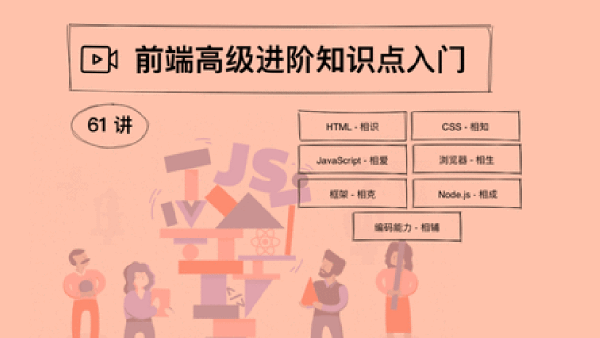 前端高级进阶知识点入门
61 讲
HTML - 相识
CSS - 相知
JavaScript - 相爱
浏览器 - 相生
框架 - 相克
Node.js - 相成
编码能力 - 相辅
JS